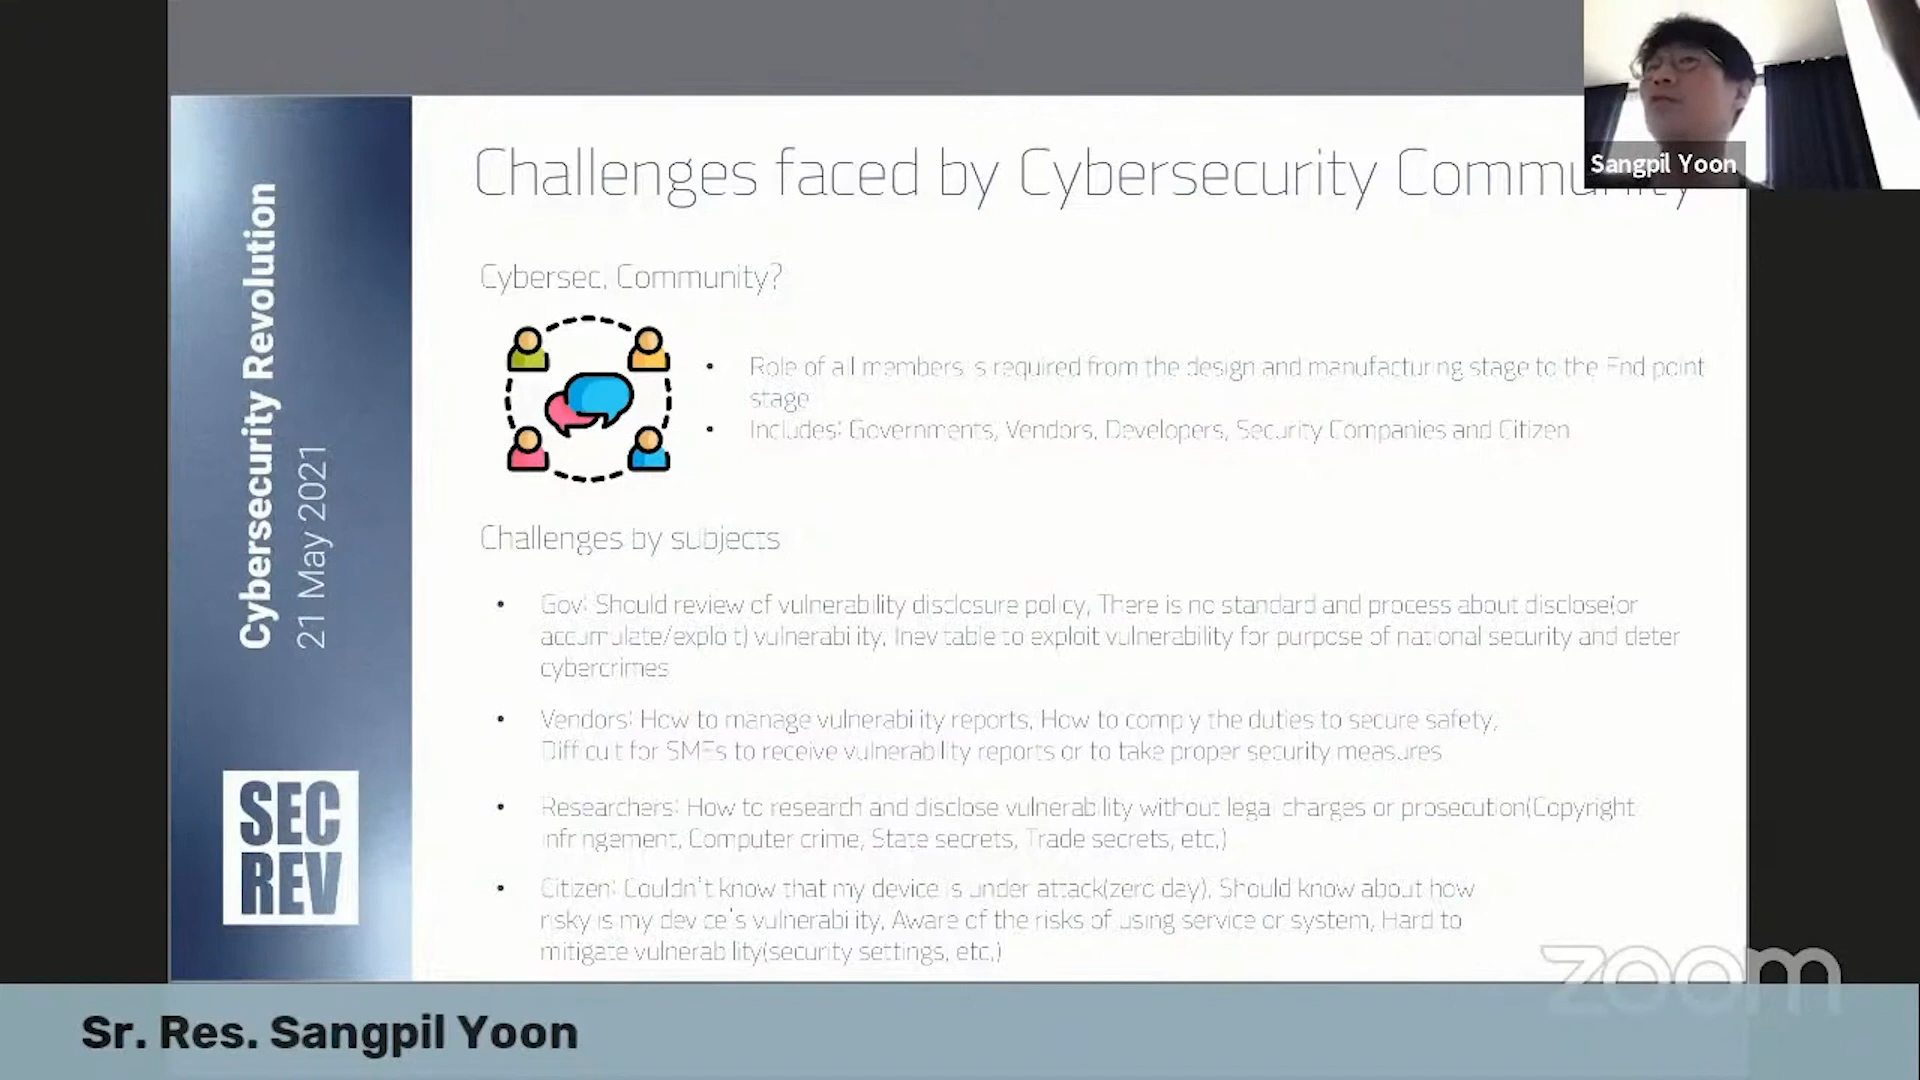 Challenges faced by Cybersecurity Community
Sangpil Yoon
Cybersecurity Revolution
21 May 2021
Cybersec. Community?
• Role of all members is required from the design and manufacturing stage to the End point
stage
• Includes: Governments, Vendors, Developers, Security Companies and Citizen
Challenges by subjects
• Gov: Should review of vulnerability disclosure policy, There is no standard and process about disclose(or
accumulate/exploit) vulnerability, Inevitable to exploit vulnerability for purpose of national security and deter
cybercrimes
• Vendors: How to manage vulnerability reports, How to comply the duties to secure safety,
Difficult for SMEs to receive vulnerability reports or to take proper security measures
• Researchers: How to research and disclose vulnerability without legal charges or prosecution(Copyright
infringement, Computer crime, State secrets, Trade secrets, etc.)
• Citizen: Couldn't know that my device is under attack(zero day), Should know about how
risky is my device's vulnerability, Aware of the risks of using service or system, Hard to
mitigate vulnerability(security settings, etc.)
SEC
REV
zoom
Sr. Res. Sangpil Yoon